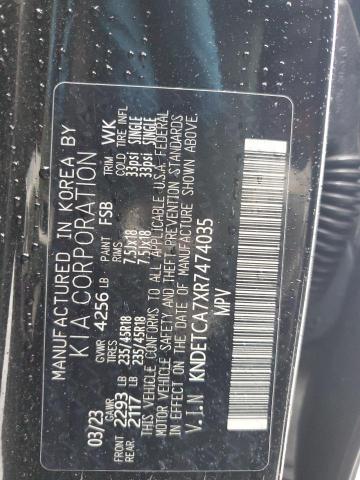 MANUFACTURED IN KOREA BY
KIA CORPORATION
03/23 GVWR 4256 LB PAINT FSB TRIM WK
GAWR TIRES RIMS COLD TIRE INFL
FRONT 2293 LB 235/45R18 7.5Jx18 33psi SINGLE
REAR. 2117 LB 235/45R18 7.5Jx18 33psi SINGLE
THIS VEHICLE CONFORMS TO ALL APPLICABLE U.S.A. FEDERAL
MOTOR VEHICLE SAFETY AND THEFT-PREVENTION STANDARDS
IN EFFECT ON THE DATE OF MANUFACTURE SHOWN ABOVE.
V.I.N KNDETCA7XR7474035
MPV